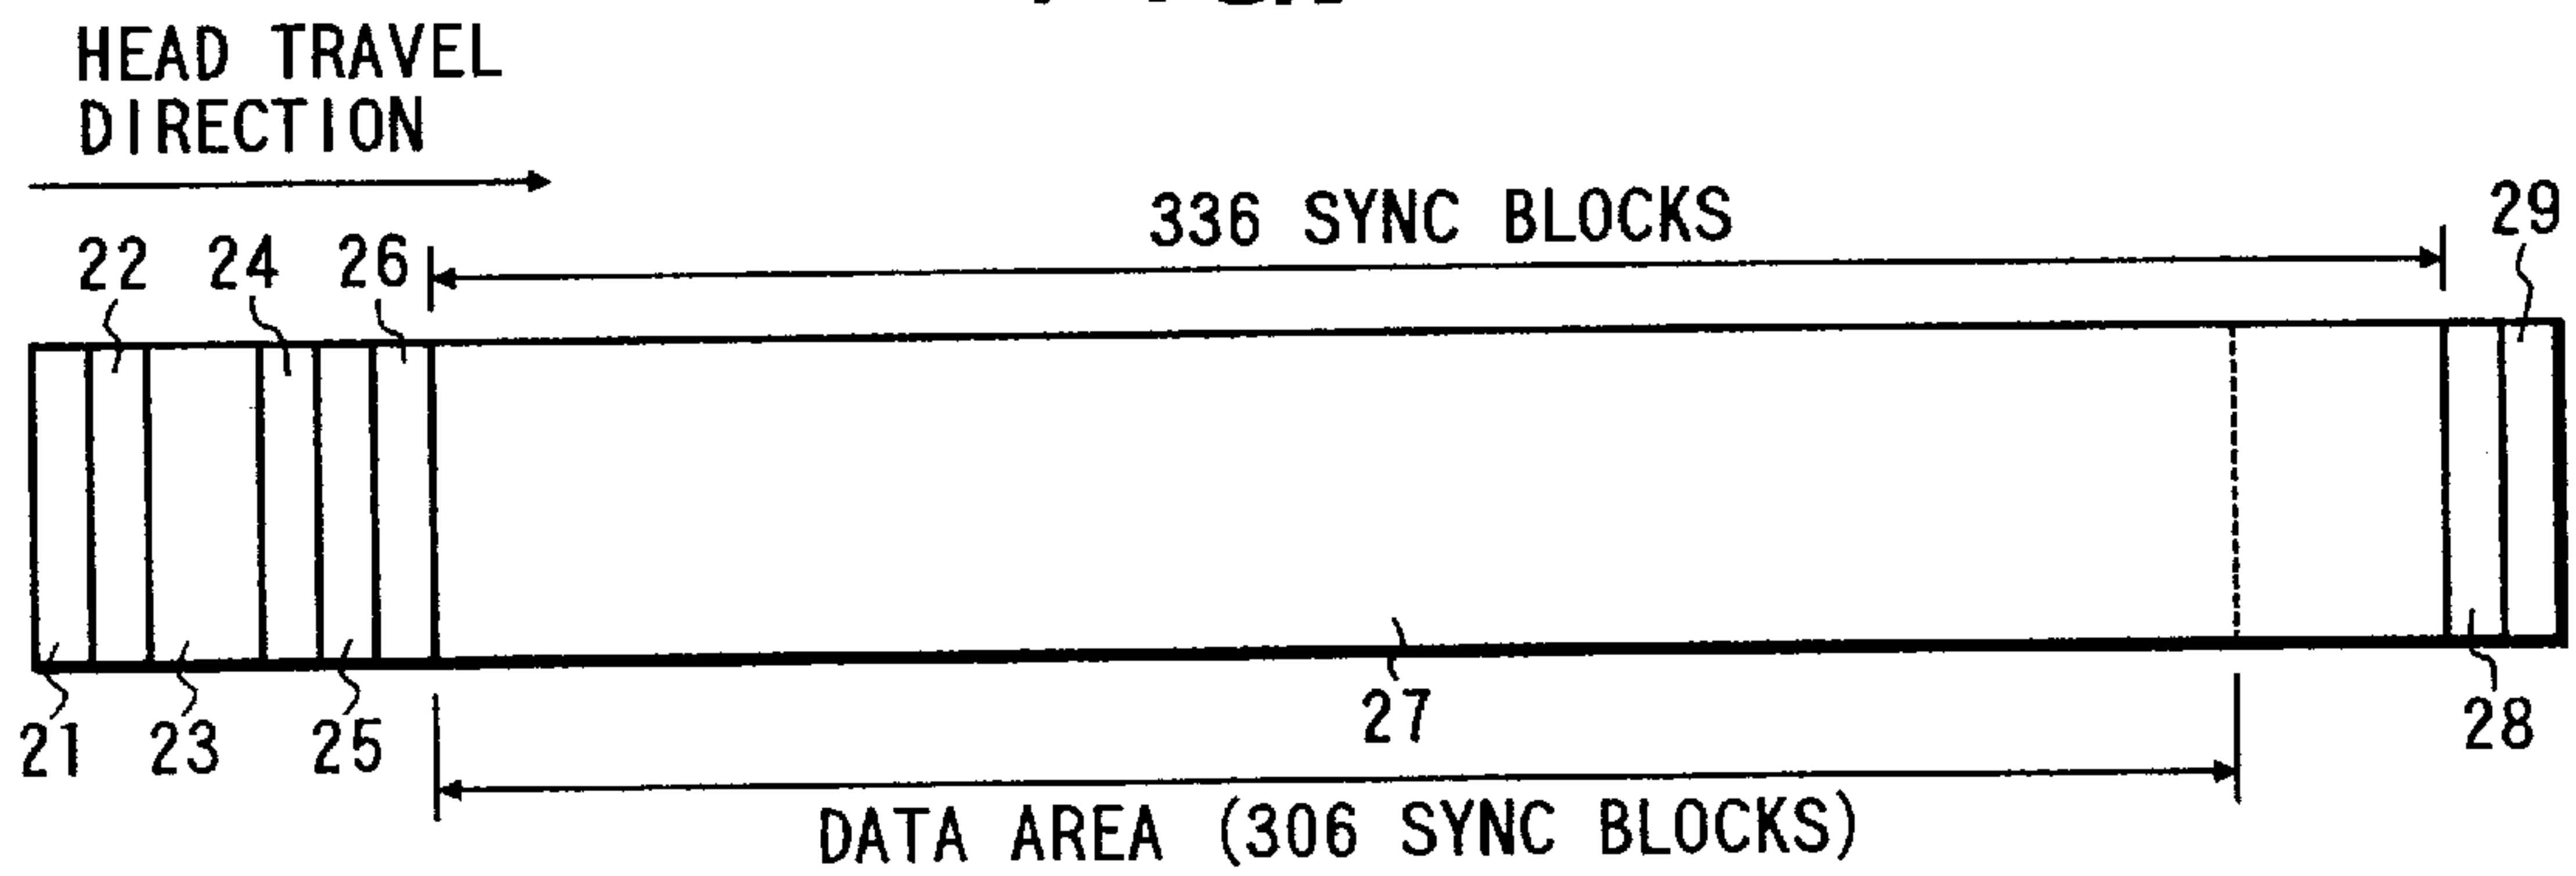 HEAD TRAVEL
DIRECTION
336 SYNC BLOCKS
29
22
24
26
21
23
25
27
28
DATA AREA (306 SYNC BLOCKS)